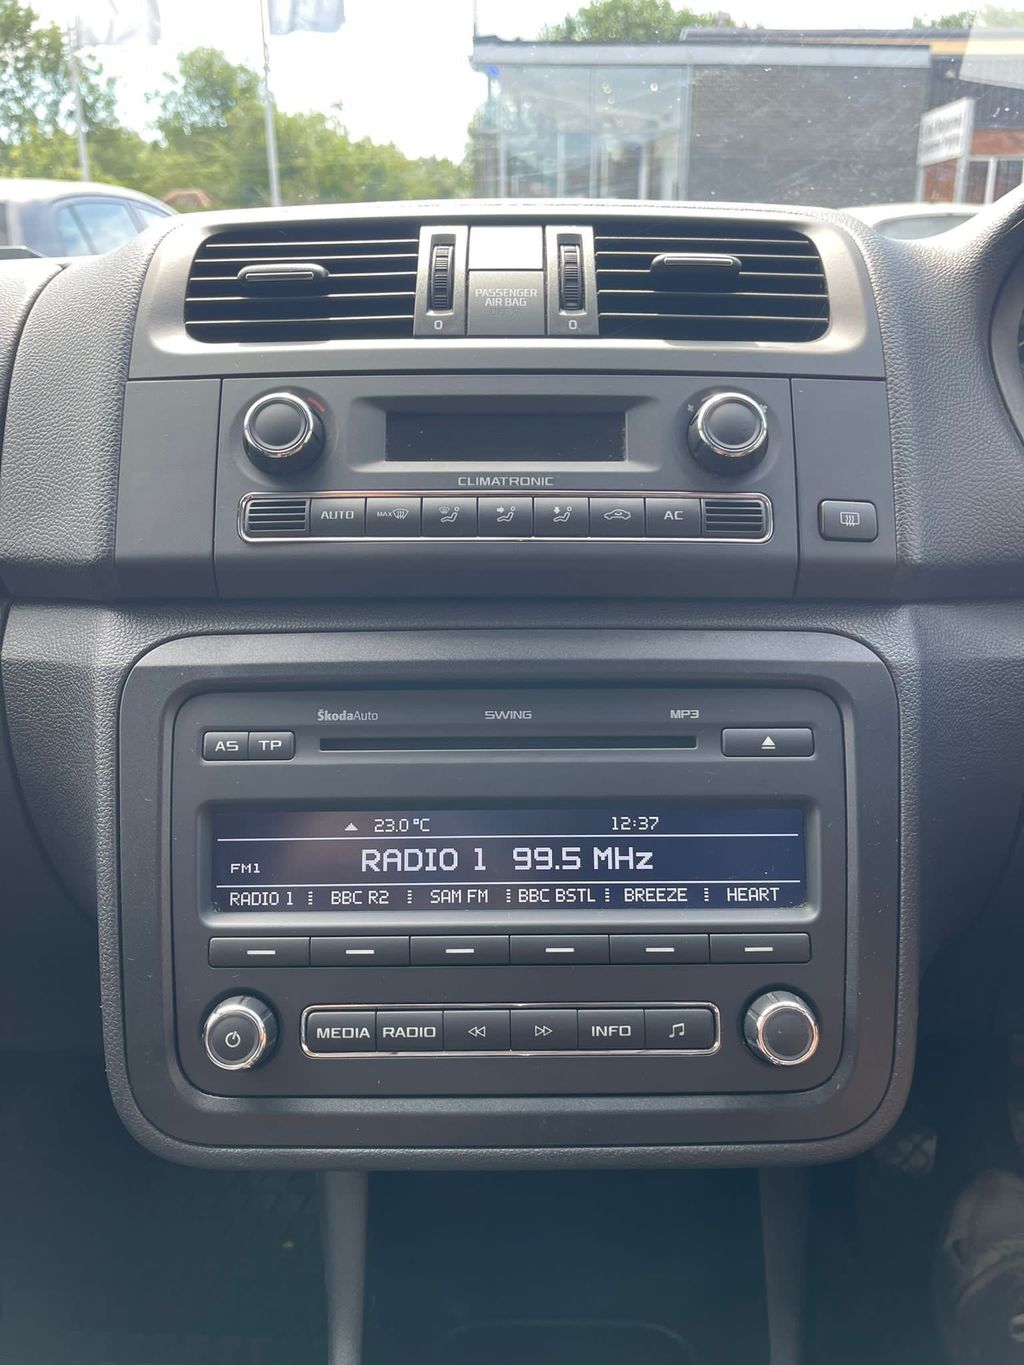 PASSENGER
AIR BAG
0 0
CLIMATRONIC
AUTO MAX AC
ŠkodaAuto SWING MP3
AS TP
23.0°C 12:37
FM1 RADIO 1 99.5 MHz
RADIO 1 BBC R2 SAM FM BBC BSTL BREEZE HEART
MEDIA RADIO INFO